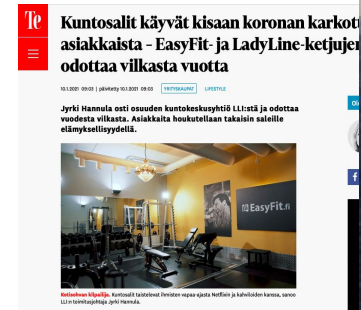 Te
Kuntosalit käyvät kisaan koronan karkott
asiakkaista – EasyFit- ja LadyLine-ketjujen
odottaa vilkasta vuotta
10.1.2021 09:03 | päivitetty 10.1.2021 09:03 YRITYSKAUPAT LIFESTYLE
Jyrki Hannula osti osuuden kuntokeskusyhtiö LLI:stä ja odottaa
vuodesta vilkasta. Asiakkaita houkutellaan takaisin saleille
elämyksellisyydellä.
EasyFit.fi
Kotisohvan kilpailija. Kuntosalit taistelevat ihmisten vapaa-ajasta Netflixin ja kahviloiden kanssa, sanoo
LLI:n toimitusjohtaja Jyrki Hannula.